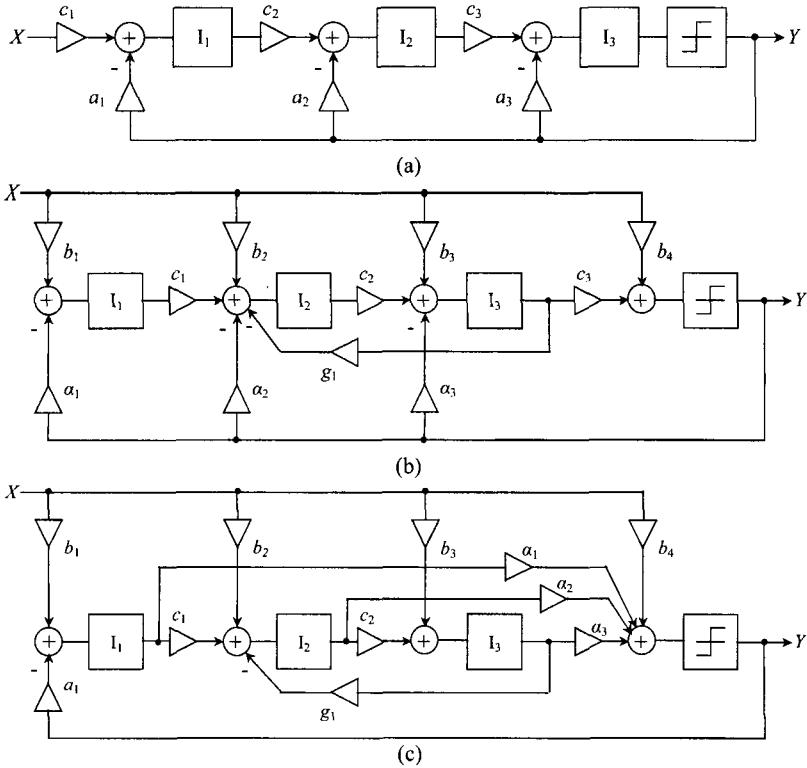 c₁ c₂ c₃
X + I₁ + I₂ + I₃ Y
- - -
a₁ a₂ a₃
(a)
X
b₁ b₂ b₃ b₄
c₁ c₂ c₃
+ I₁ + I₂ + I₃ + Y
- - - -
g₁
α₁ α₂ α₃
(b)
X
b₁ b₂ b₃ α₁ b₄
α₂
c₁ c₂ α₃
+ I₁ + I₂ + I₃ + Y
- -
a₁ g₁
(c)